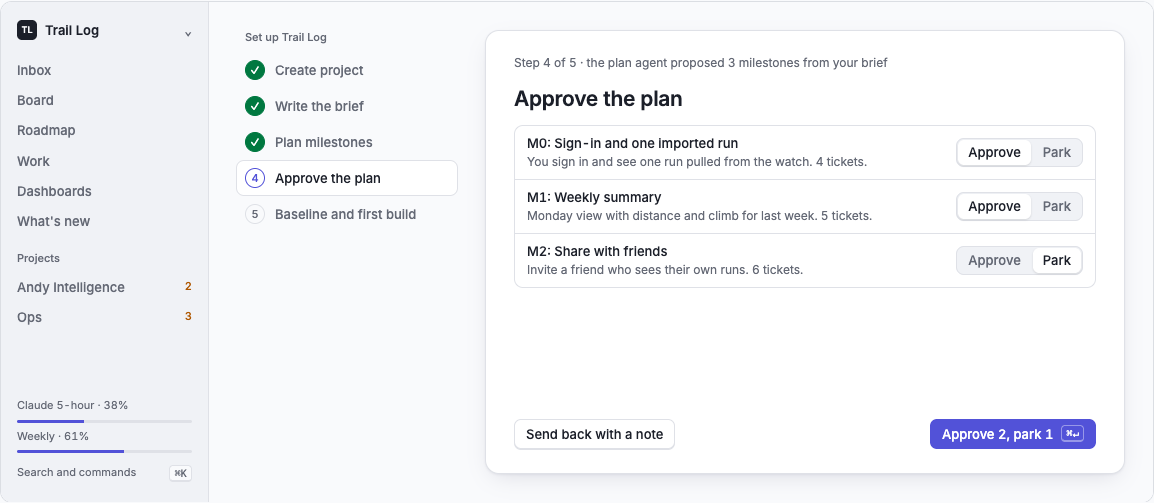 TL Trail Log
Inbox
Board
Roadmap
Work
Dashboards
What's new
Projects
Andy Intelligence 2
Ops 3
Claude 5-hour · 38%
Weekly · 61%
Search and commands ⌘K
Set up Trail Log
Create project
Write the brief
Plan milestones
4 Approve the plan
5 Baseline and first build
Step 4 of 5 · the plan agent proposed 3 milestones from your brief
Approve the plan
M0: Sign-in and one imported run
You sign in and see one run pulled from the watch. 4 tickets.
Approve Park
M1: Weekly summary
Monday view with distance and climb for last week. 5 tickets.
Approve Park
M2: Share with friends
Invite a friend who sees their own runs. 6 tickets.
Approve Park
Send back with a note
Approve 2, park 1 ⌘↵